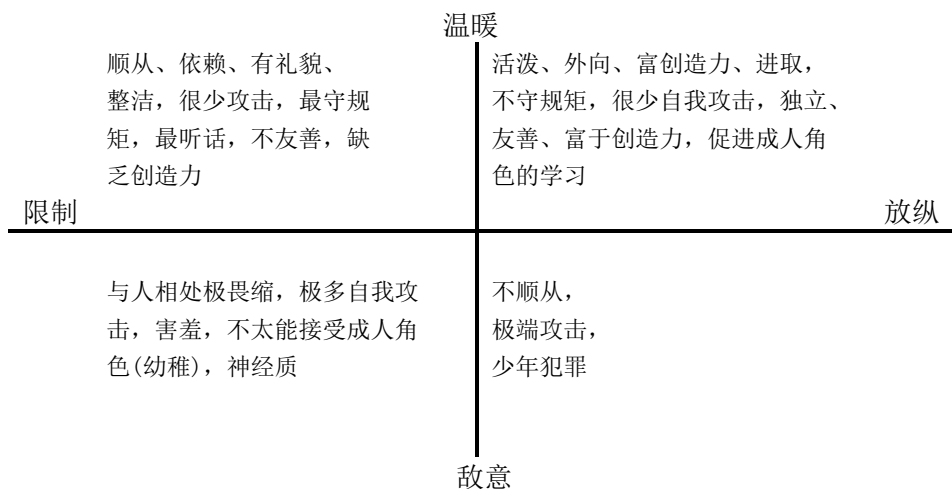 温暖
顺从、依赖、有礼貌、
整洁，很少攻击，最守规
矩，最听话，不友善，缺
乏创造力
活泼、外向、富创造力、进取，
不守规矩，很少自我攻击，独立、
友善、富于创造力，促进成人角
色的学习
限制
放纵
与人相处极畏缩，极多自我攻
击，害羞，不太能接受成人角
色(幼稚)，神经质
不顺从，
极端攻击，
少年犯罪
敌意